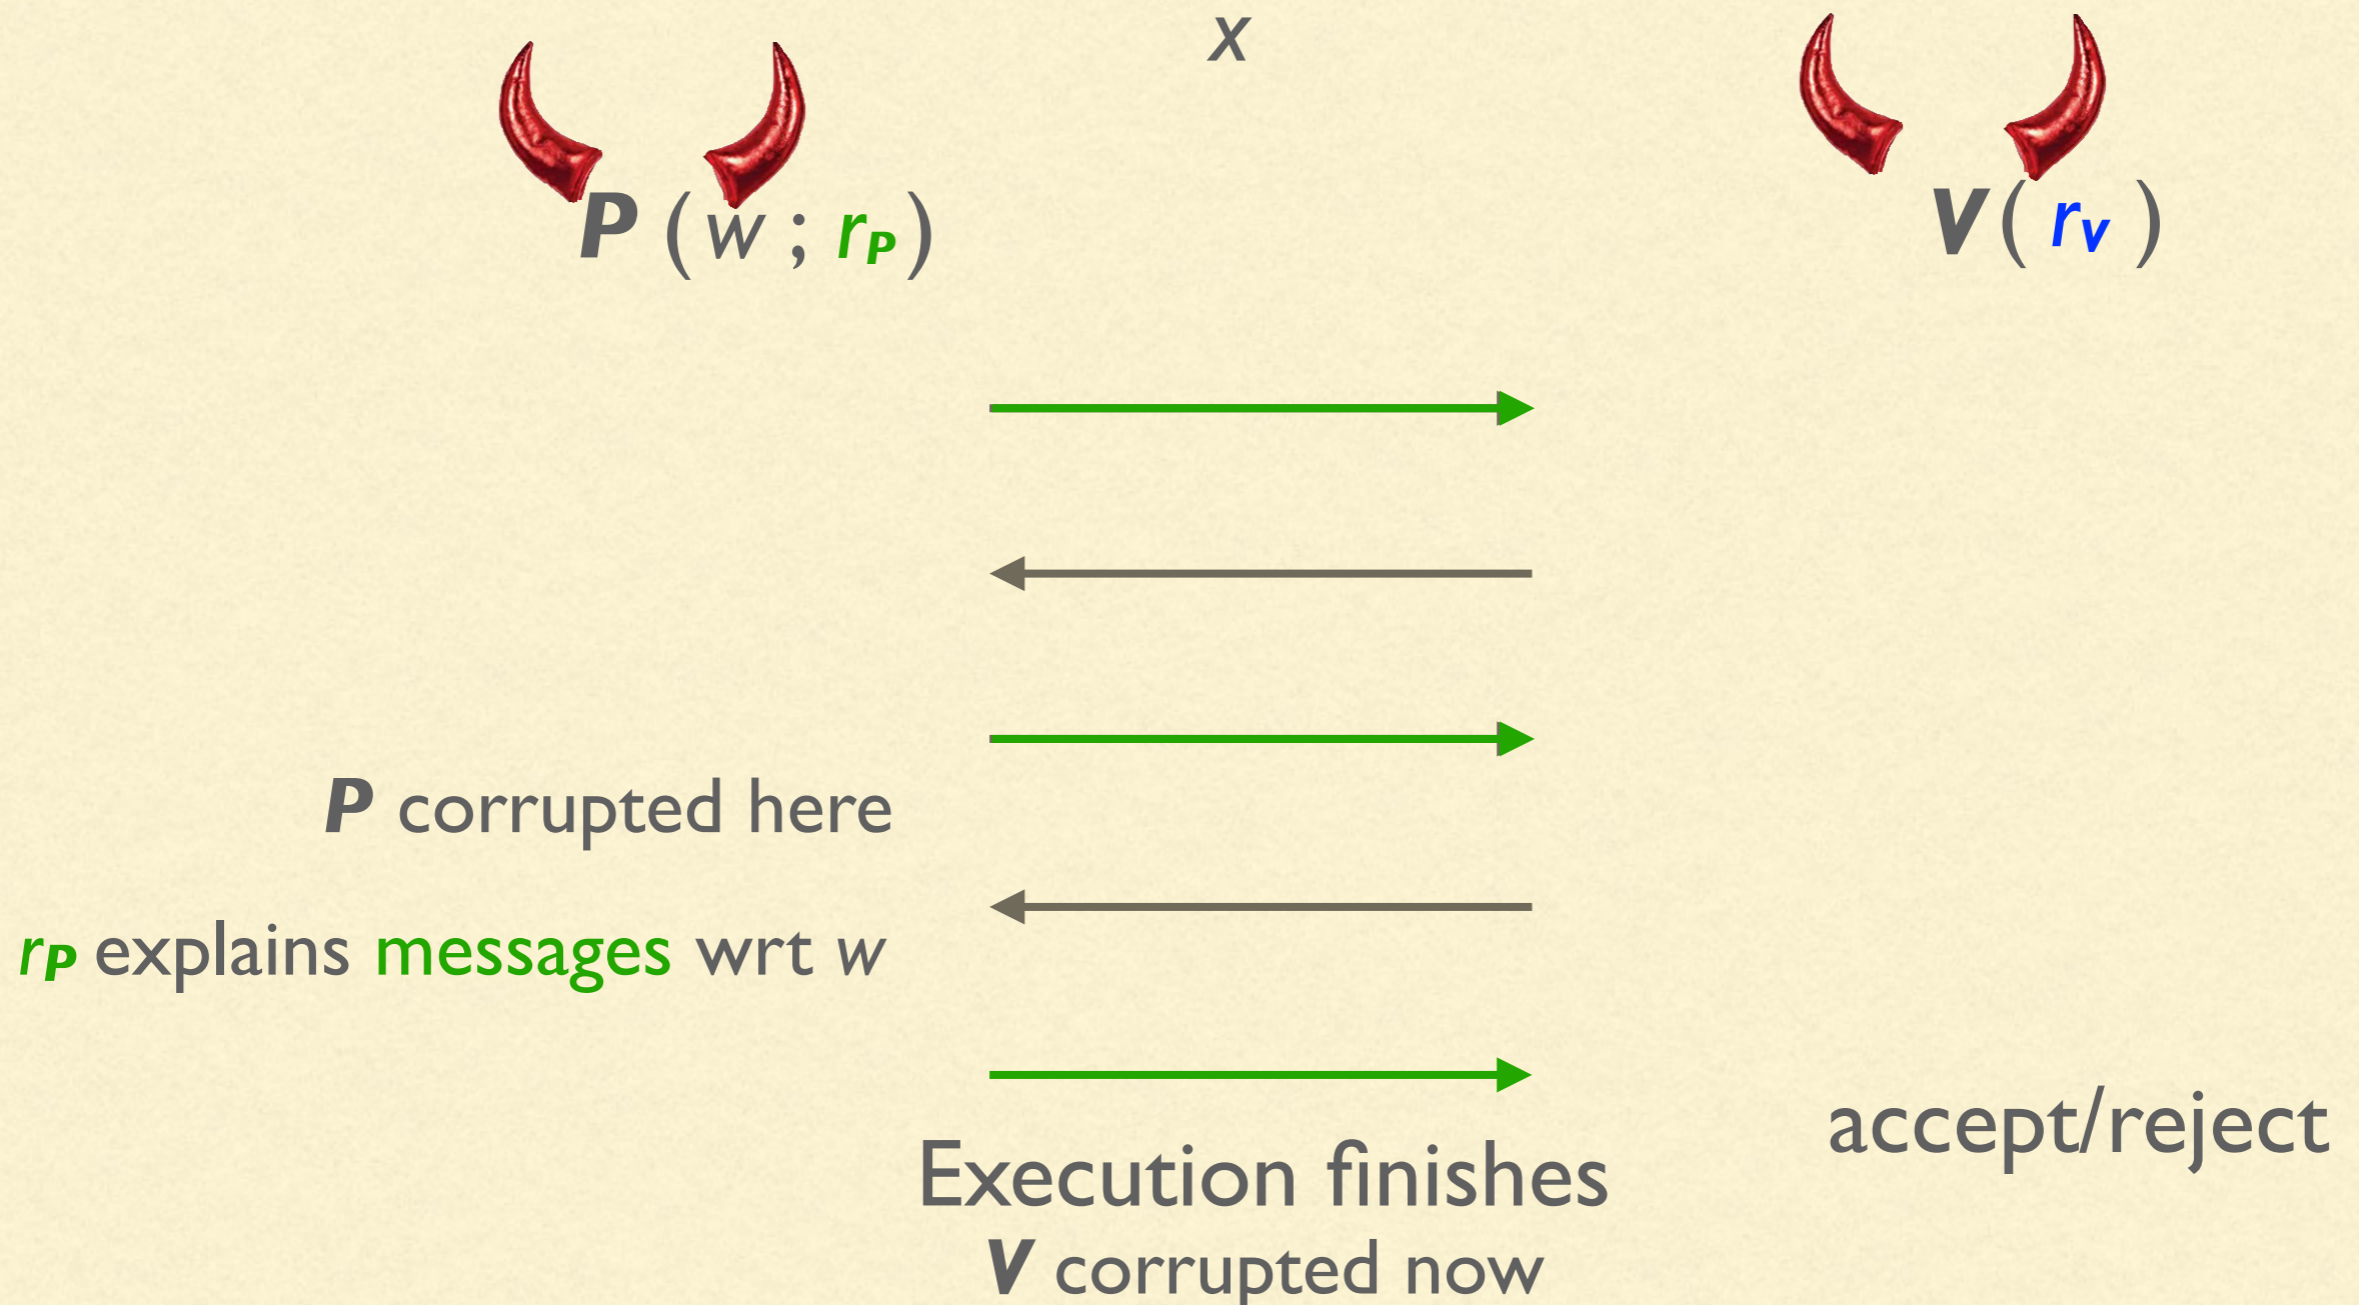 x
P (w ; rP)
V( rV )
P corrupted here
rP explains messages wrt w
accept/reject
Execution finishes
V corrupted now